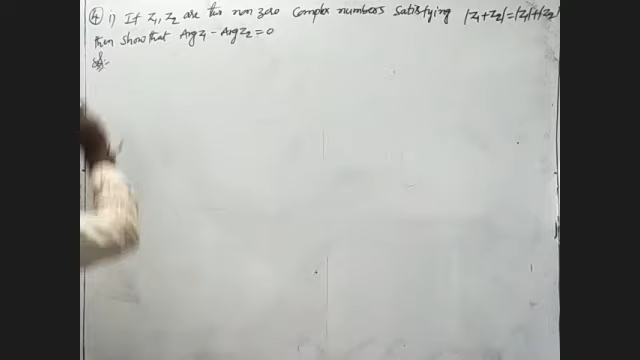 ④ i) If z₁, z₂ are two non zero Complex numbers satisfying |z₁+z₂|=|z₁|+|z₂|
then show that Arg z₁ - Arg z₂ = 0
Sol:-